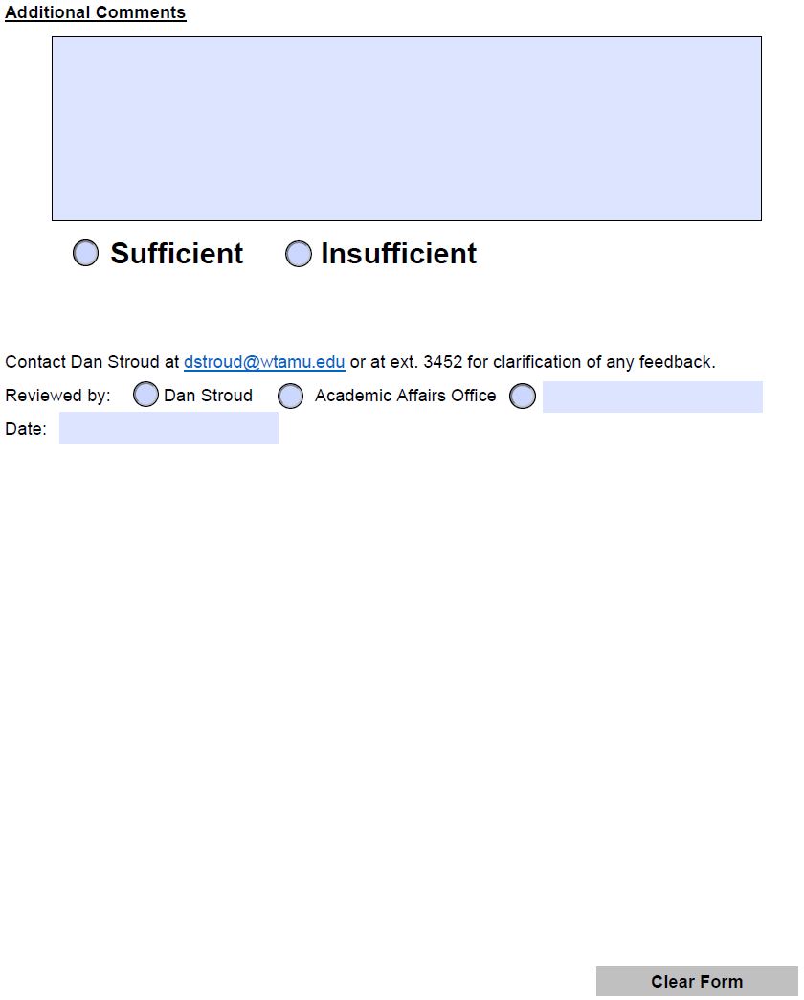 Additional Comments
Sufficient Insufficient
Contact Dan Stroud at dstroud@wtamu.edu or at ext. 3452 for clarification of any feedback.
Reviewed by: Dan Stroud Academic Affairs Office
Date:
Clear Form